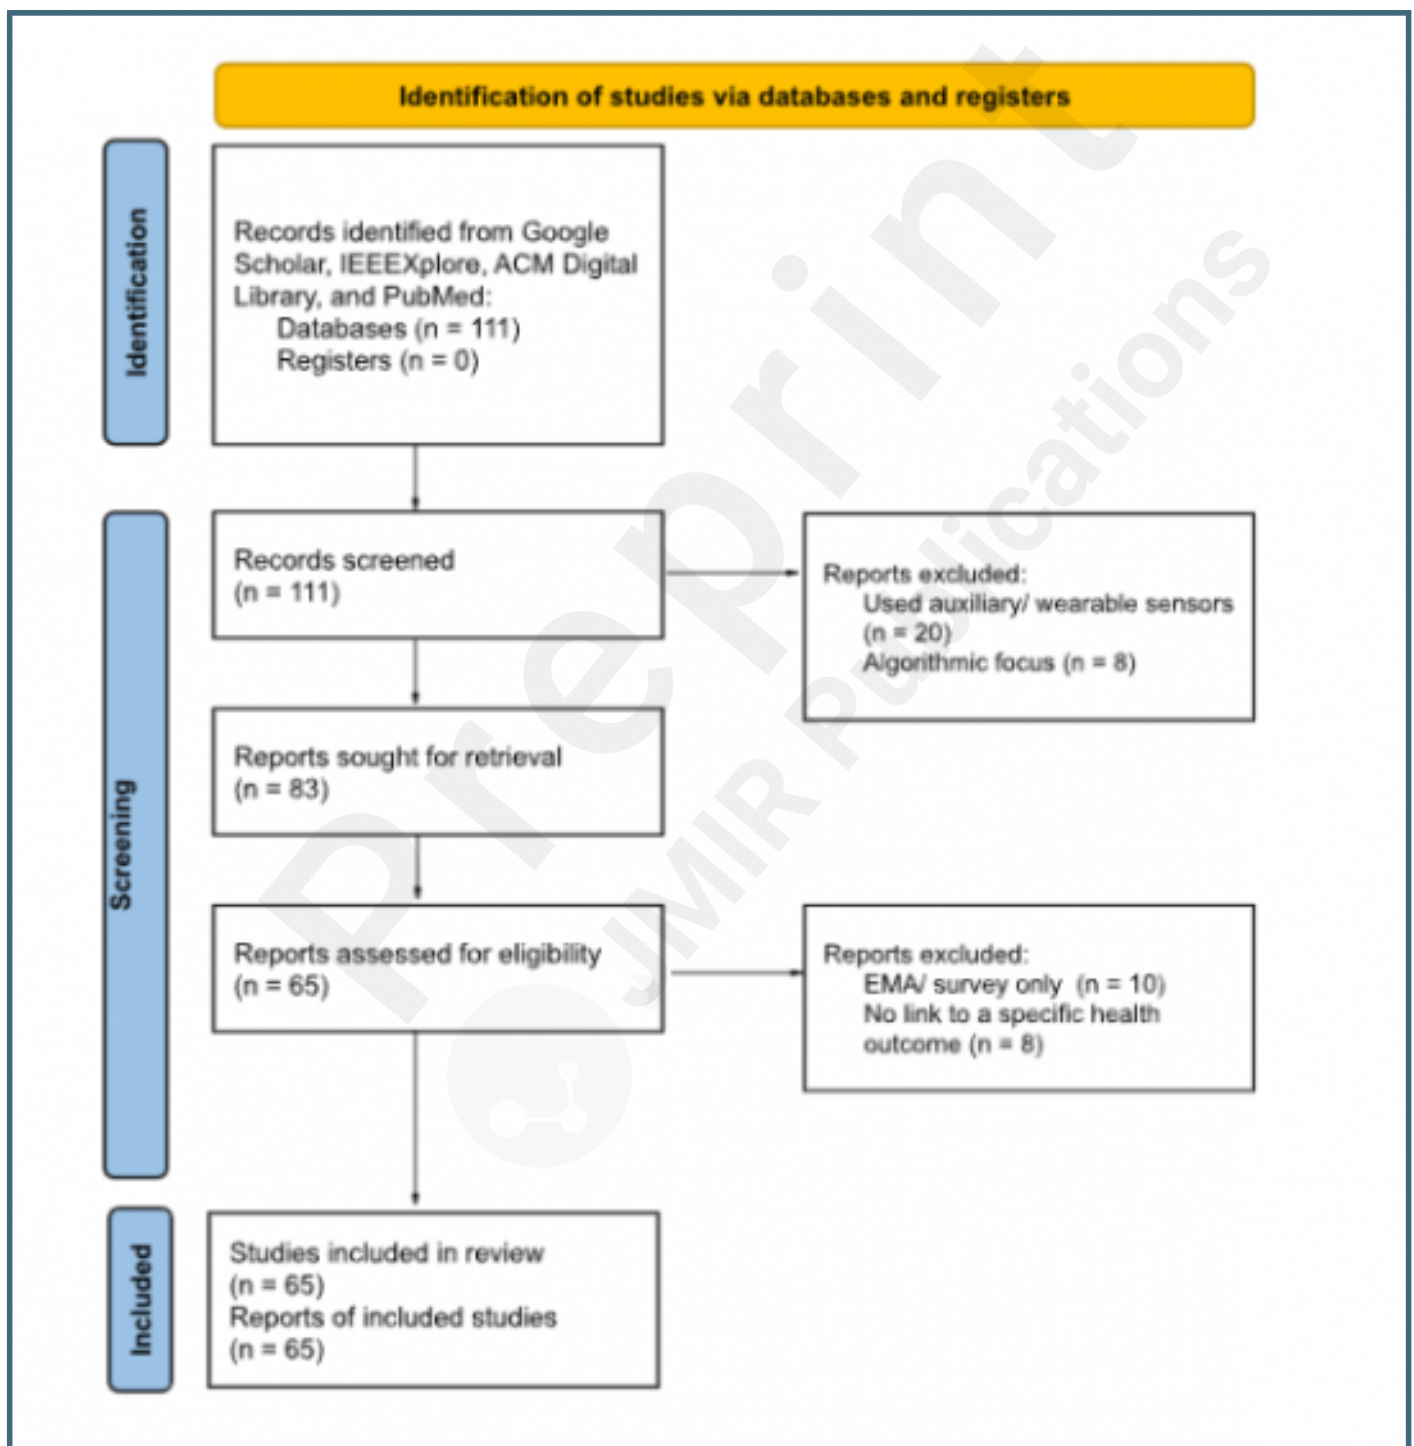 Identification of studies via databases and registers
Identification
Records identified from Google
Scholar, IEEEXplore, ACM Digital
Library, and PubMed:
Databases (n = 111)
Registers (n = 0)
Screening
Records screened
(n = 111)
Reports excluded:
Used auxiliary/ wearable sensors
(n = 20)
Algorithmic focus (n = 8)
Reports sought for retrieval
(n = 83)
Reports assessed for eligibility
(n = 65)
Reports excluded:
EMA/ survey only (n = 10)
No link to a specific health
outcome (n = 8)
Included
Studies included in review
(n = 65)
Reports of included studies
(n = 65)
Preprint
JMIR Publications